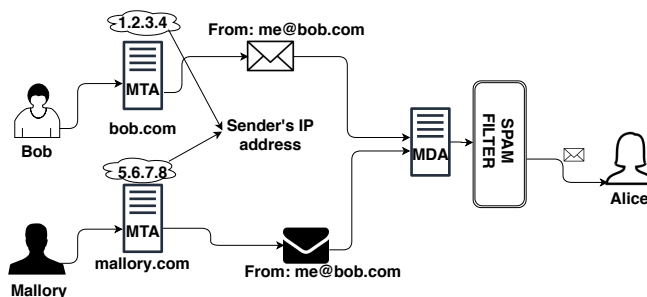 1.2.3.4
From: me@bob.com
MTA
bob.com
Bob
Sender's IP
address
SPAM
FILTER
MDA
Alice
5.6.7.8
MTA
mallory.com
Mallory
From: me@bob.com